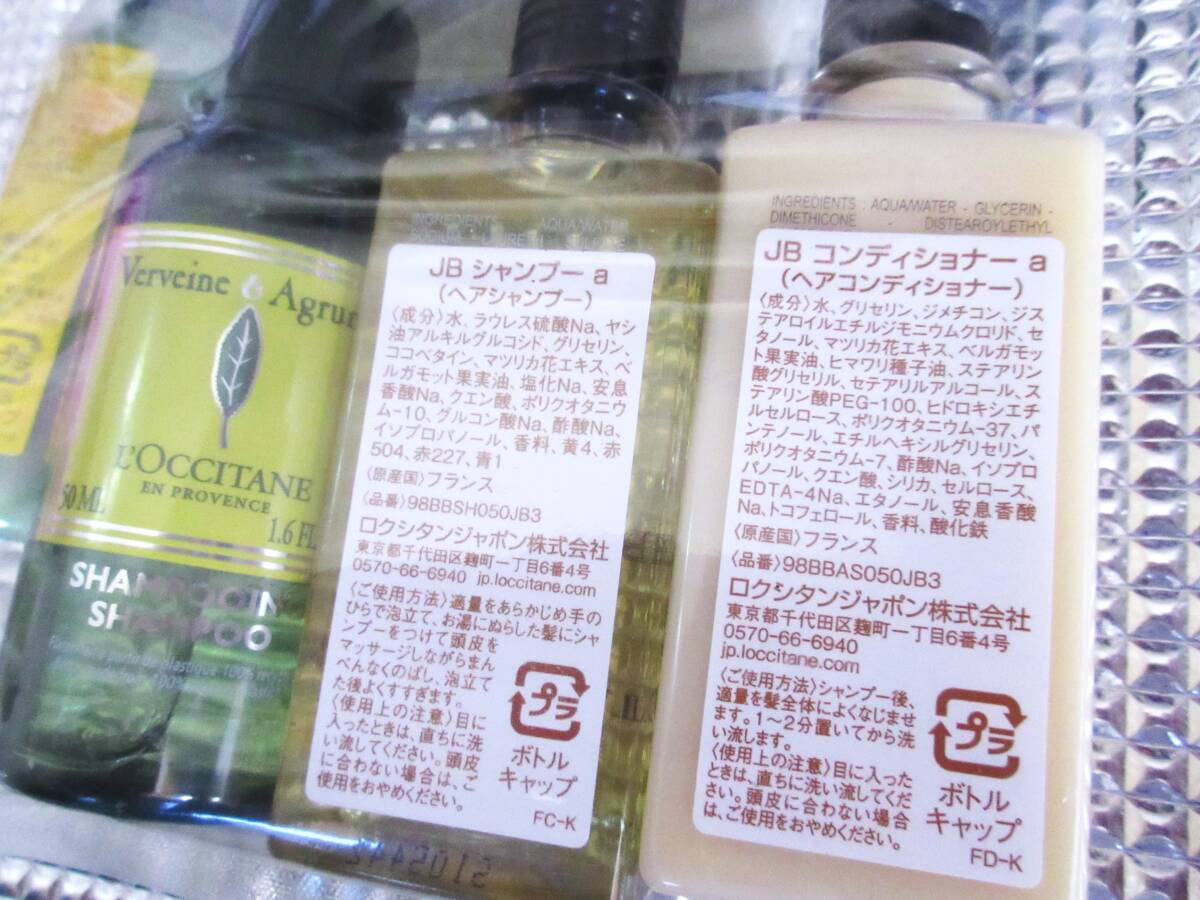 Verveine Agrum
L'OCCITANE
EN PROVENCE
50 ML
1.6 FL
SHAMPOOIN
SHAMPOO
INGREDIENTS : AQUA/WATER
JB シャンプー a
(ヘアシャンプー)
〈成分〉水、ラウレス硫酸Na、ヤシ
油アルキルグルコシド、グリセリン、
ココベタイン、マツリカ花エキス、ベ
ルガモット果実油、塩化Na、安息
香酸Na、クエン酸、ポリクオタニウ
ム-10、グルコン酸Na、酢酸Na、
イソプロパノール、香料、黄4、赤
504、赤227、青1
〈原産国〉フランス
〈品番〉98BBSH050JB3
ロクシタンジャポン株式会社
東京都千代田区麹町一丁目6番4号
0570-66-6940 jp.loccitane.com
〈ご使用方法〉適量をあらかじめ手の
ひらで泡立て、お湯にぬらした髪にシャ
ンプーをつけて頭皮を
マッサージしながらまん
べんなくのばし、泡立て
た後よくすすぎます。
〈使用上の注意〉目に
入ったときは、直ちに洗
い流してください。頭皮
に合わない場合は、ご
使用をおやめください。
プラ
ボトル
キャップ
FC-K
INGREDIENTS : AQUA/WATER - GLYCERIN -
DIMETHICONE - DISTEAROYLETHYL
JB コンディショナー a
(ヘアコンディショナー)
〈成分〉水、グリセリン、ジメチコン、ジス
テアロイルエチルジモニウムクロリド、セ
タノール、マツリカ花エキス、ベルガモッ
ト果実油、ヒマワリ種子油、ステアリン
酸グリセリル、セテアリルアルコール、ス
テアリン酸PEG-100、ヒドロキシエチ
ルセルロース、ポリクオタニウム-37、パ
ンテノール、エチルヘキシルグリセリン、
ポリクオタニウム-7、酢酸Na、イソプロ
パノール、クエン酸、シリカ、セルロース、
EDTA-4Na、エタノール、安息香酸
Na、トコフェロール、香料、酸化鉄
〈原産国〉フランス
〈品番〉98BBAS050JB3
ロクシタンジャポン株式会社
東京都千代田区麹町一丁目6番4号
0570-66-6940
jp.loccitane.com
〈ご使用方法〉シャンプー後、
適量を髪全体によくなじませ
ます。1〜2分置いてから洗
い流します。
〈使用上の注意〉目に入った
ときは、直ちに洗い流してくだ
さい。頭皮に合わない場合
は、ご使用をおやめください。
プラ
ボトル
キャップ
FD-K